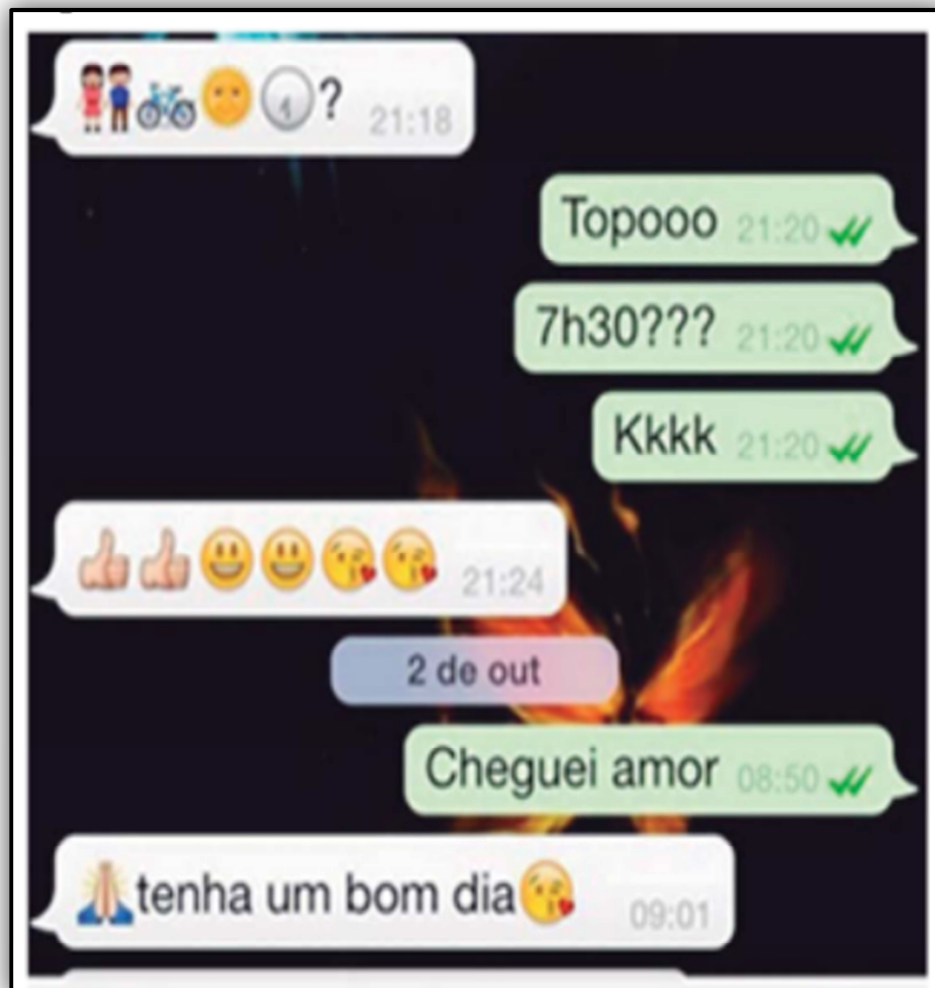 👫🚲😶🕓? 21:18
Topooo 21:20
7h30??? 21:20
Kkkk 21:20
👍👍😃😃😘😘 21:24
2 de out
Cheguei amor 08:50
🙏tenha um bom dia😘 09:01